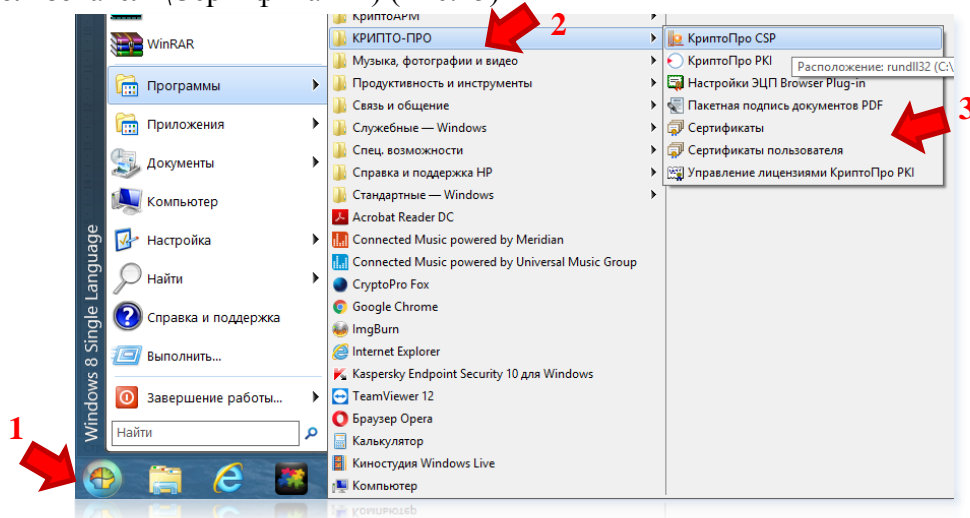 2
КриптоАРМ
WinRAR
КРИПТО-ПРО
КриптоПро CSP
Музыка, фотографии и видео
КриптоПро PKI
Расположение: rundll32 (C:\
Программы
Продуктивность и инструменты
Настройки ЭЦП Browser Plug-in
Связь и общение
Пакетная подпись документов PDF
3
Приложения
Служебные — Windows
Сертификаты
Спец. возможности
Сертификаты пользователя
Документы
Справка и поддержка HP
Управление лицензиями КриптоПро PKI
Стандартные — Windows
Компьютер
Acrobat Reader DC
Настройка
Connected Music powered by Meridian
Connected Music powered by Universal Music Group
Найти
CryptoPro Fox
Google Chrome
Справка и поддержка
ImgBurn
Выполнить...
Internet Explorer
Kaspersky Endpoint Security 10 для Windows
Завершение работы...
TeamViewer 12
Браузер Opera
1
Найти
Калькулятор
Киностудия Windows Live
Компьютер
Windows 8 Single Language